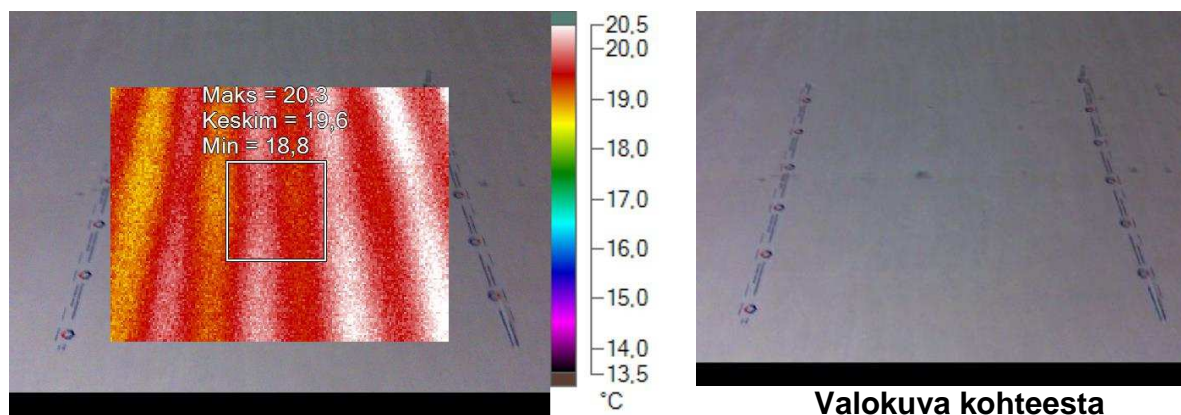 Maks = 20,3
Keskim = 19,6
Min = 18,8
20,5
20,0
19,0
18,0
17,0
16,0
15,0
14,0
13,5
°C
Valokuva kohteesta